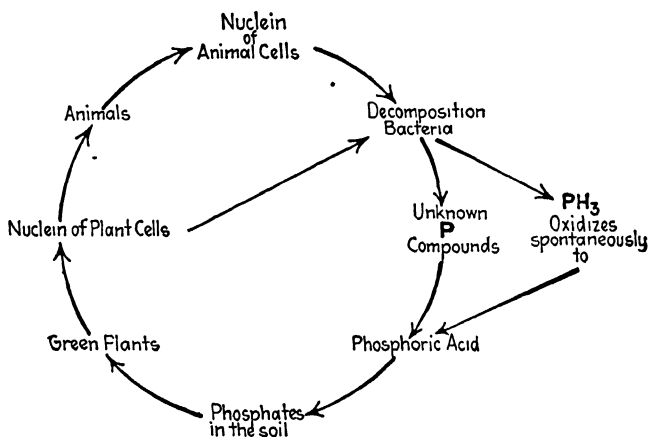 Nuclein
of
Animal Cells
Animals
Decomposition
Bacteria
Nuclein of Plant Cells
Unknown
P
Compounds
PH3
Oxidizes
spontaneously
to
Green Plants
Phosphoric Acid
Phosphates
in the soil